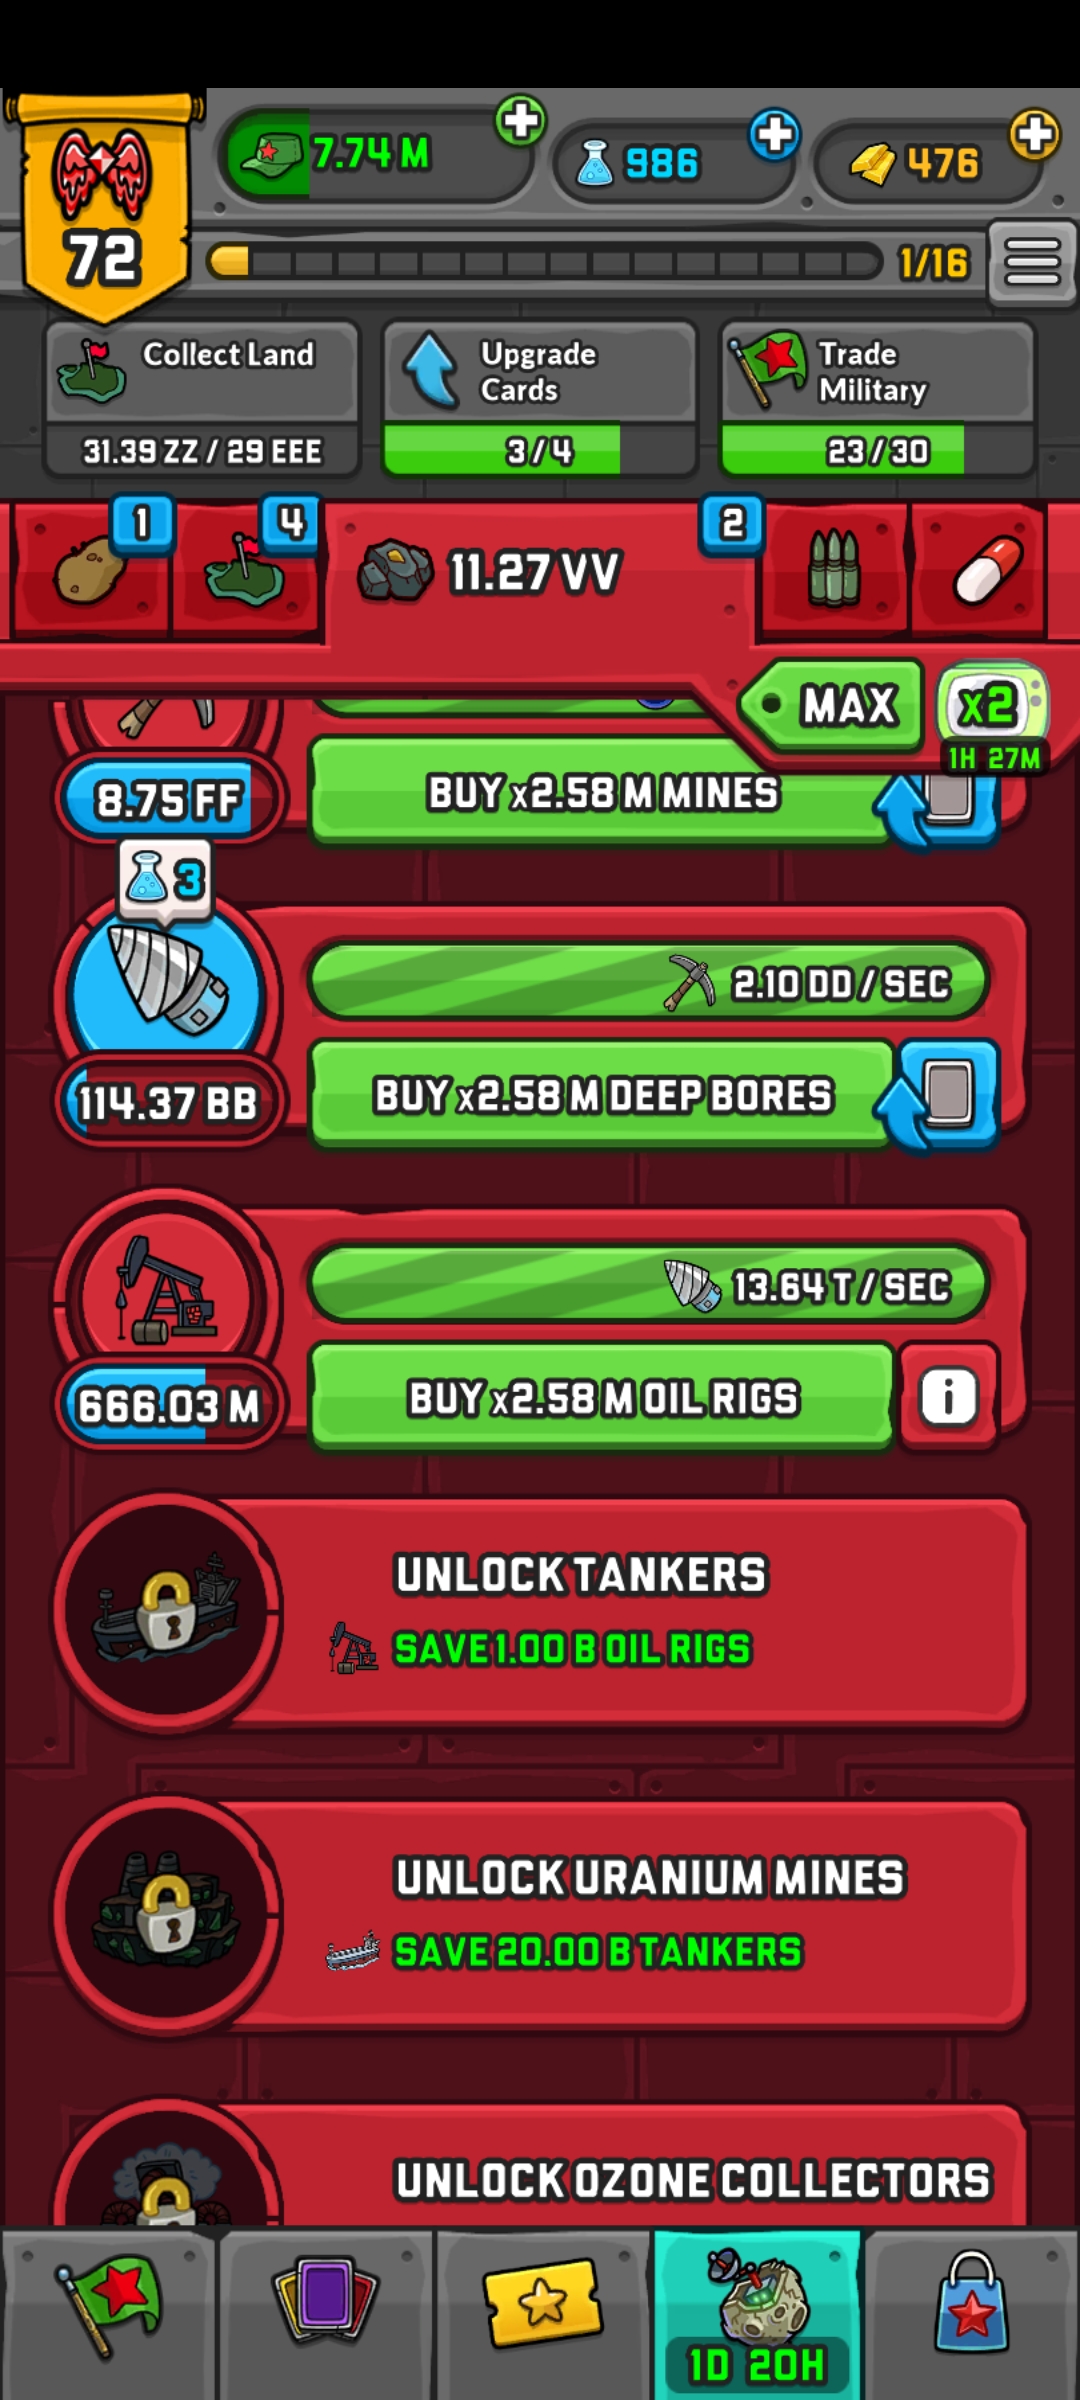 72
7.74 M
986
476
1/16
Collect Land
31.39 ZZ / 29 EEE
Upgrade
Cards
3/4
Trade
Military
23/30
1
4
11.27 VV
2
MAX
x2
1H 27M
8.75 FF
BUY x2.58 M MINES
3
2.10 DD / SEC
114.37 BB
BUY x2.58 M DEEP BORES
13.64 T / SEC
666.03 M
BUY x2.58 M OIL RIGS
i
UNLOCK TANKERS
SAVE 1.00 B OIL RIGS
UNLOCK URANIUM MINES
SAVE 20.00 B TANKERS
UNLOCK OZONE COLLECTORS
1D 20H